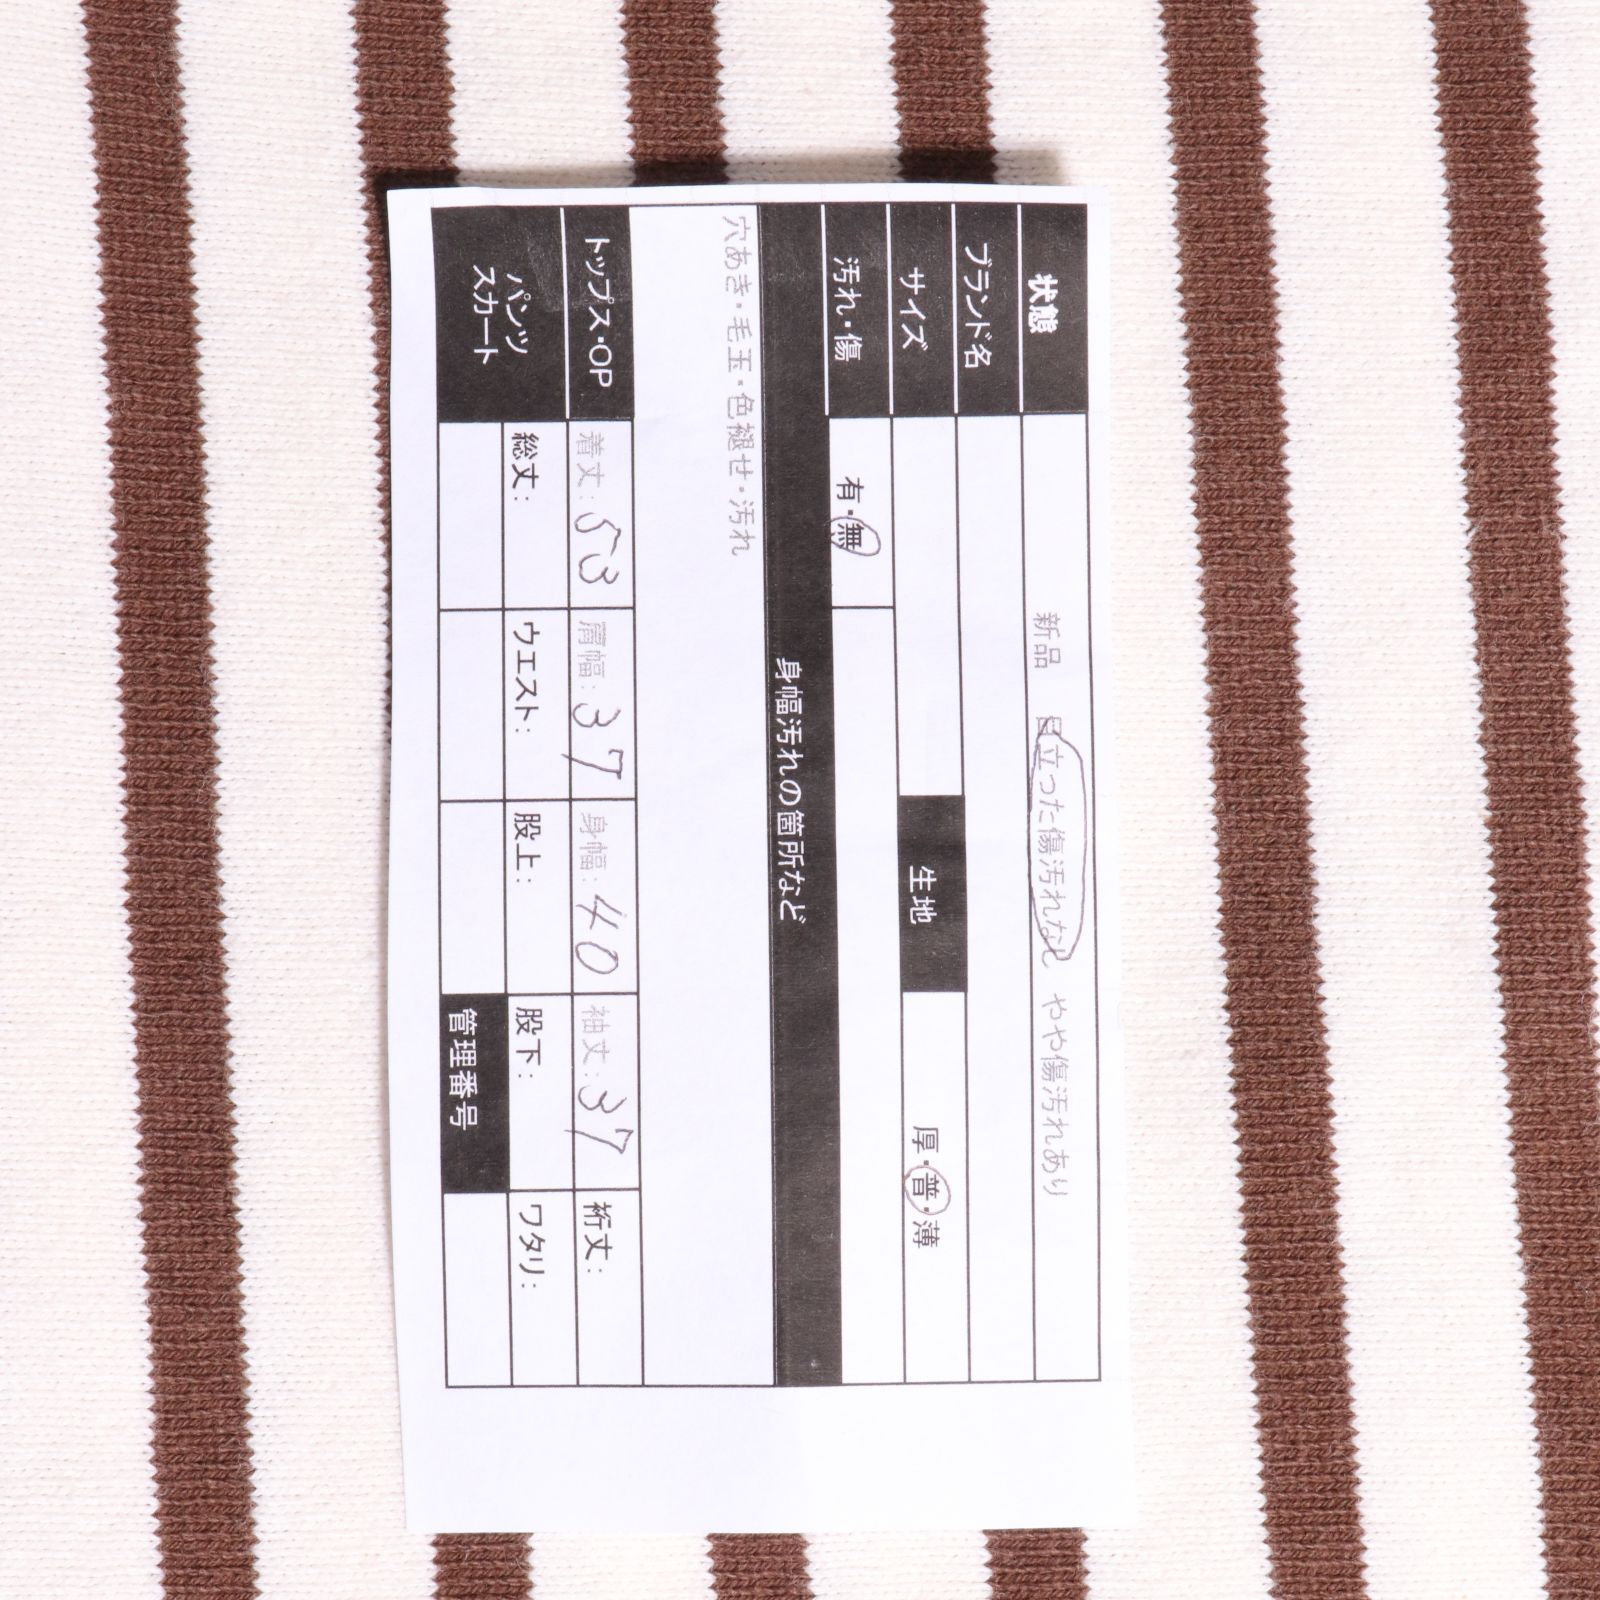 状態 新品 目立った傷汚れなし やや傷汚れあり
ブランド名
サイズ 生地 厚・普・薄
汚れ・傷 有・無
身幅汚れの箇所など
穴あき・毛玉・色褪せ・汚れ
トップス・OP 着丈:53 肩幅:37 身幅:40 袖丈:37 裄丈:
パンツ 総丈: ウエスト: 股上: 股下: ワタリ:
スカート 管理番号